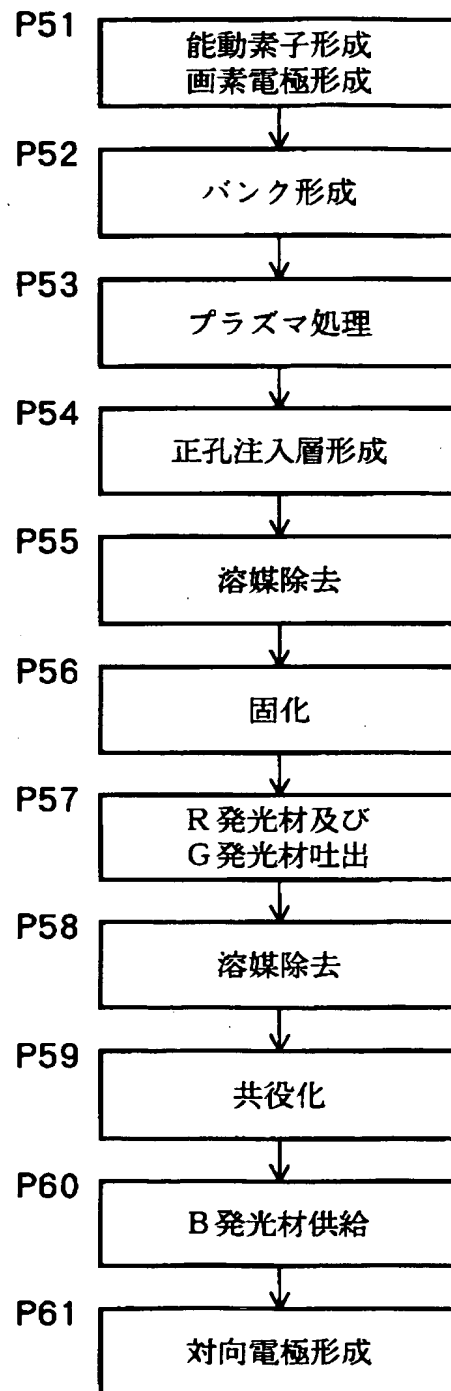 P51
能動素子形成
画素電極形成
P52
バンク形成
P53
プラズマ処理
P54
正孔注入層形成
P55
溶媒除去
P56
固化
P57
R発光材及び
G発光材吐出
P58
溶媒除去
P59
共役化
P60
B発光材供給
P61
対向電極形成